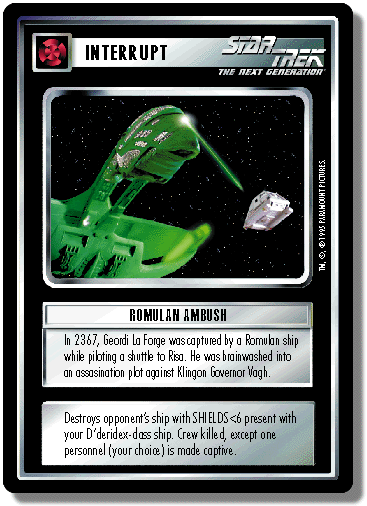 INTERRUPT
STAR TREK
THE NEXT GENERATION
TM, ©, ©1995 PARAMOUNT PICTURES.
ROMULAN AMBUSH
In 2367, Geordi La Forge was captured by a Romulan ship
while piloting a shuttle to Risa. He was brainwashed into
an assasination plot against Klingon Governor Vagh.
Destroys opponent's ship with SHIELDS<6 present with
your D'deridex-class ship. Crew killed, except one
personnel (your choice) is made captive.